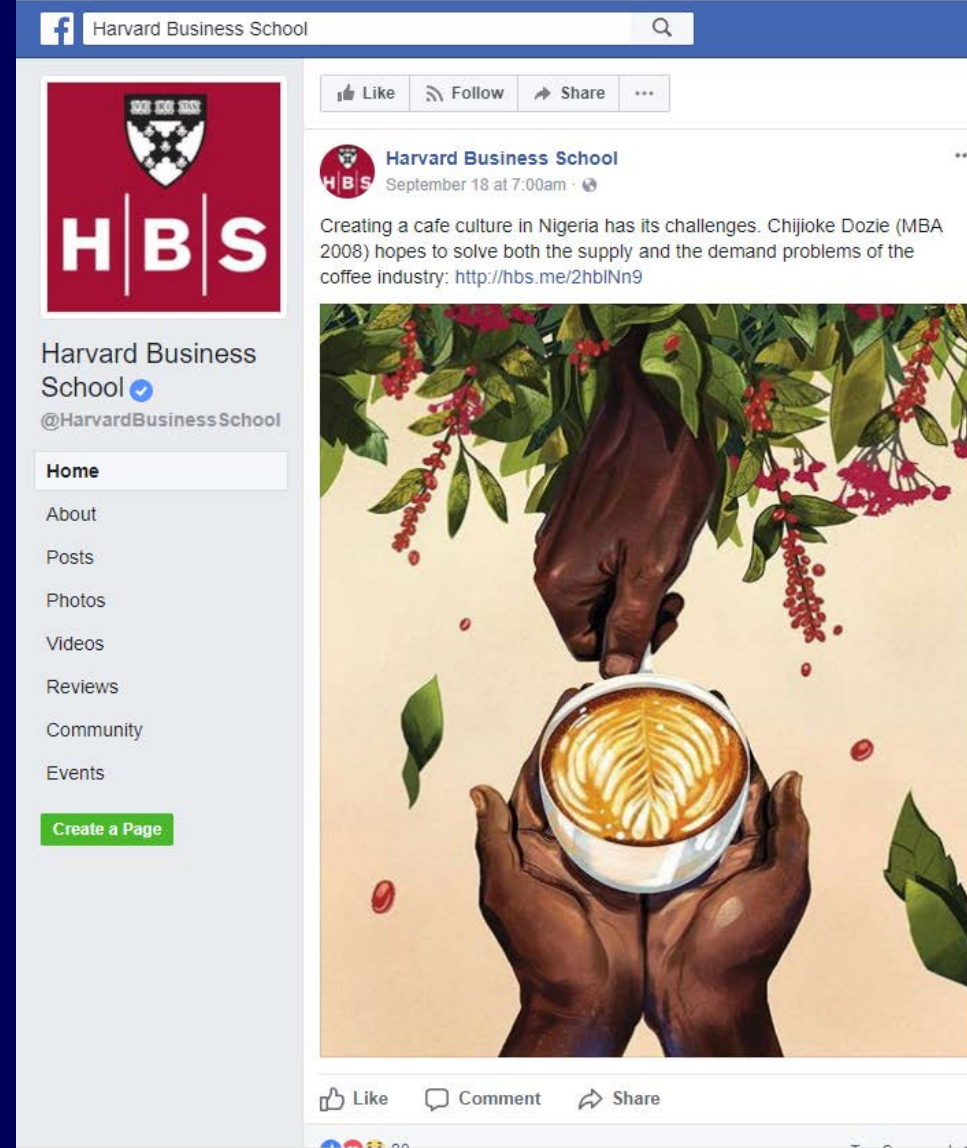 Harvard Business School
HBS
Harvard Business
School
@HarvardBusinessSchool
Home
About
Posts
Photos
Videos
Reviews
Community
Events
Create a Page
Like Follow Share ...
HBS
Harvard Business School
September 18 at 7:00am ·
Creating a cafe culture in Nigeria has its challenges. Chijioke Dozie (MBA
2008) hopes to solve both the supply and the demand problems of the
coffee industry: http://hbs.me/2hblNn9
Like Comment Share